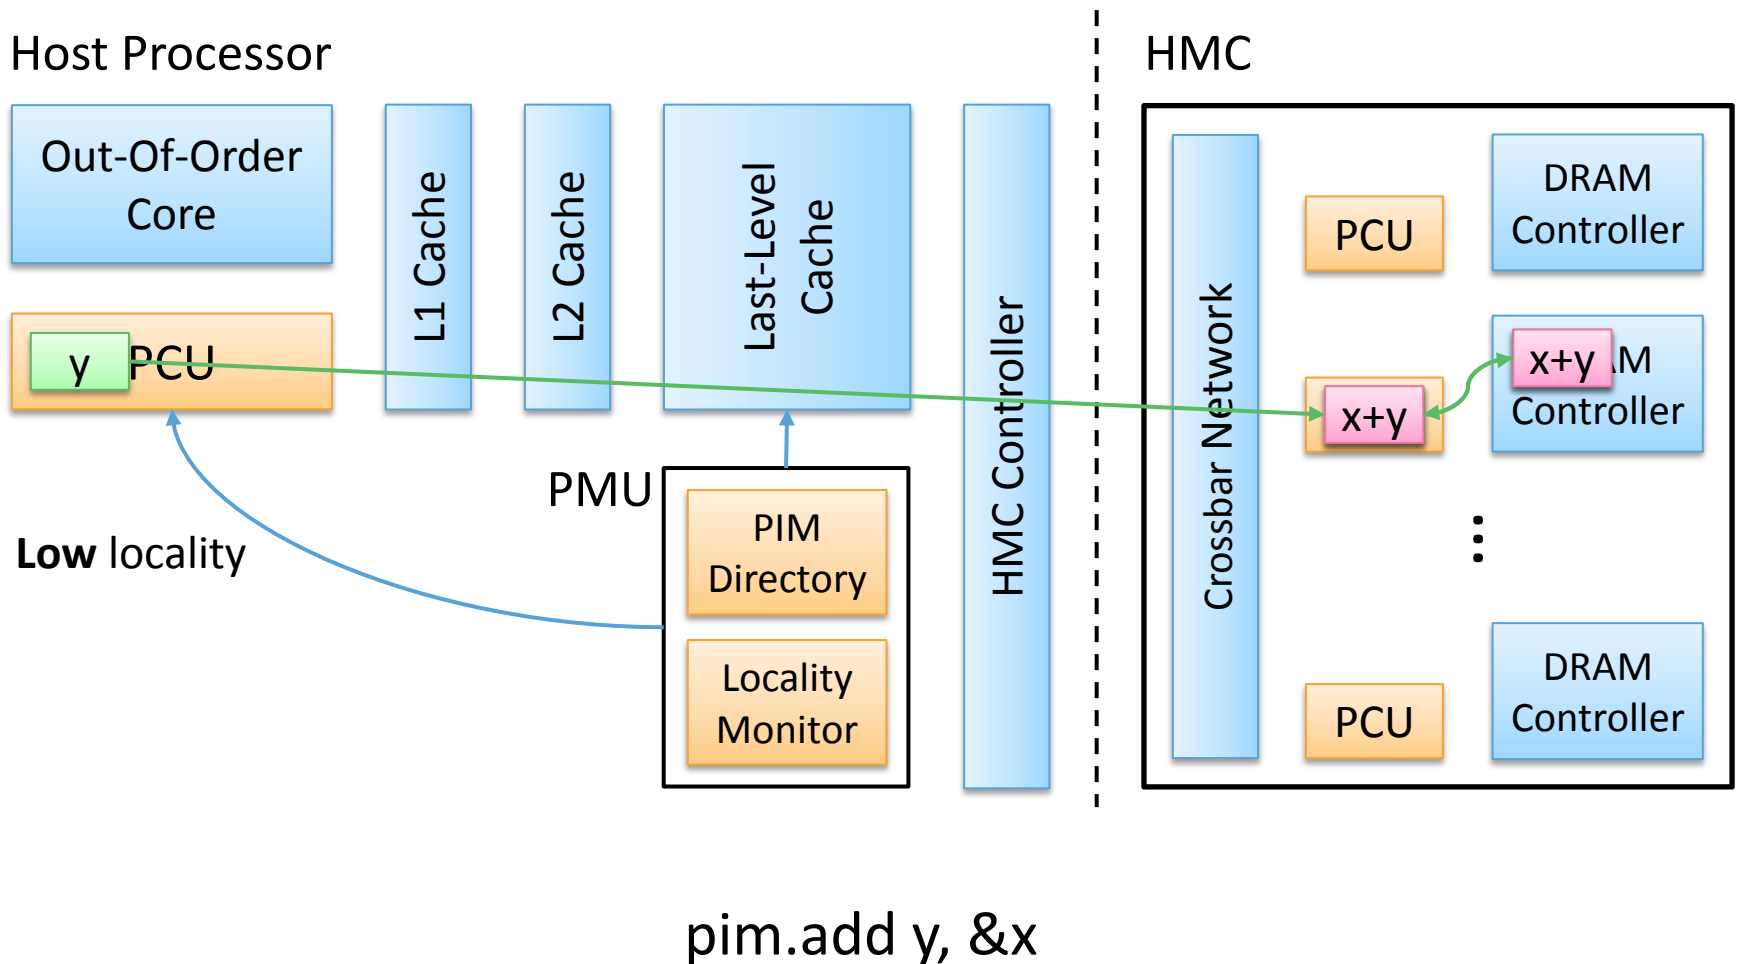 Host Processor
HMC
Out-Of-Order
Core
L1 Cache
L2 Cache
Last-Level
Cache
HMC Controller
y
PCU
PMU
PIM
Directory
Locality
Monitor
Low locality
Crossbar Network
PCU
DRAM
Controller
x+y
x+y
Controller
...
PCU
DRAM
Controller
pim.add y, &x